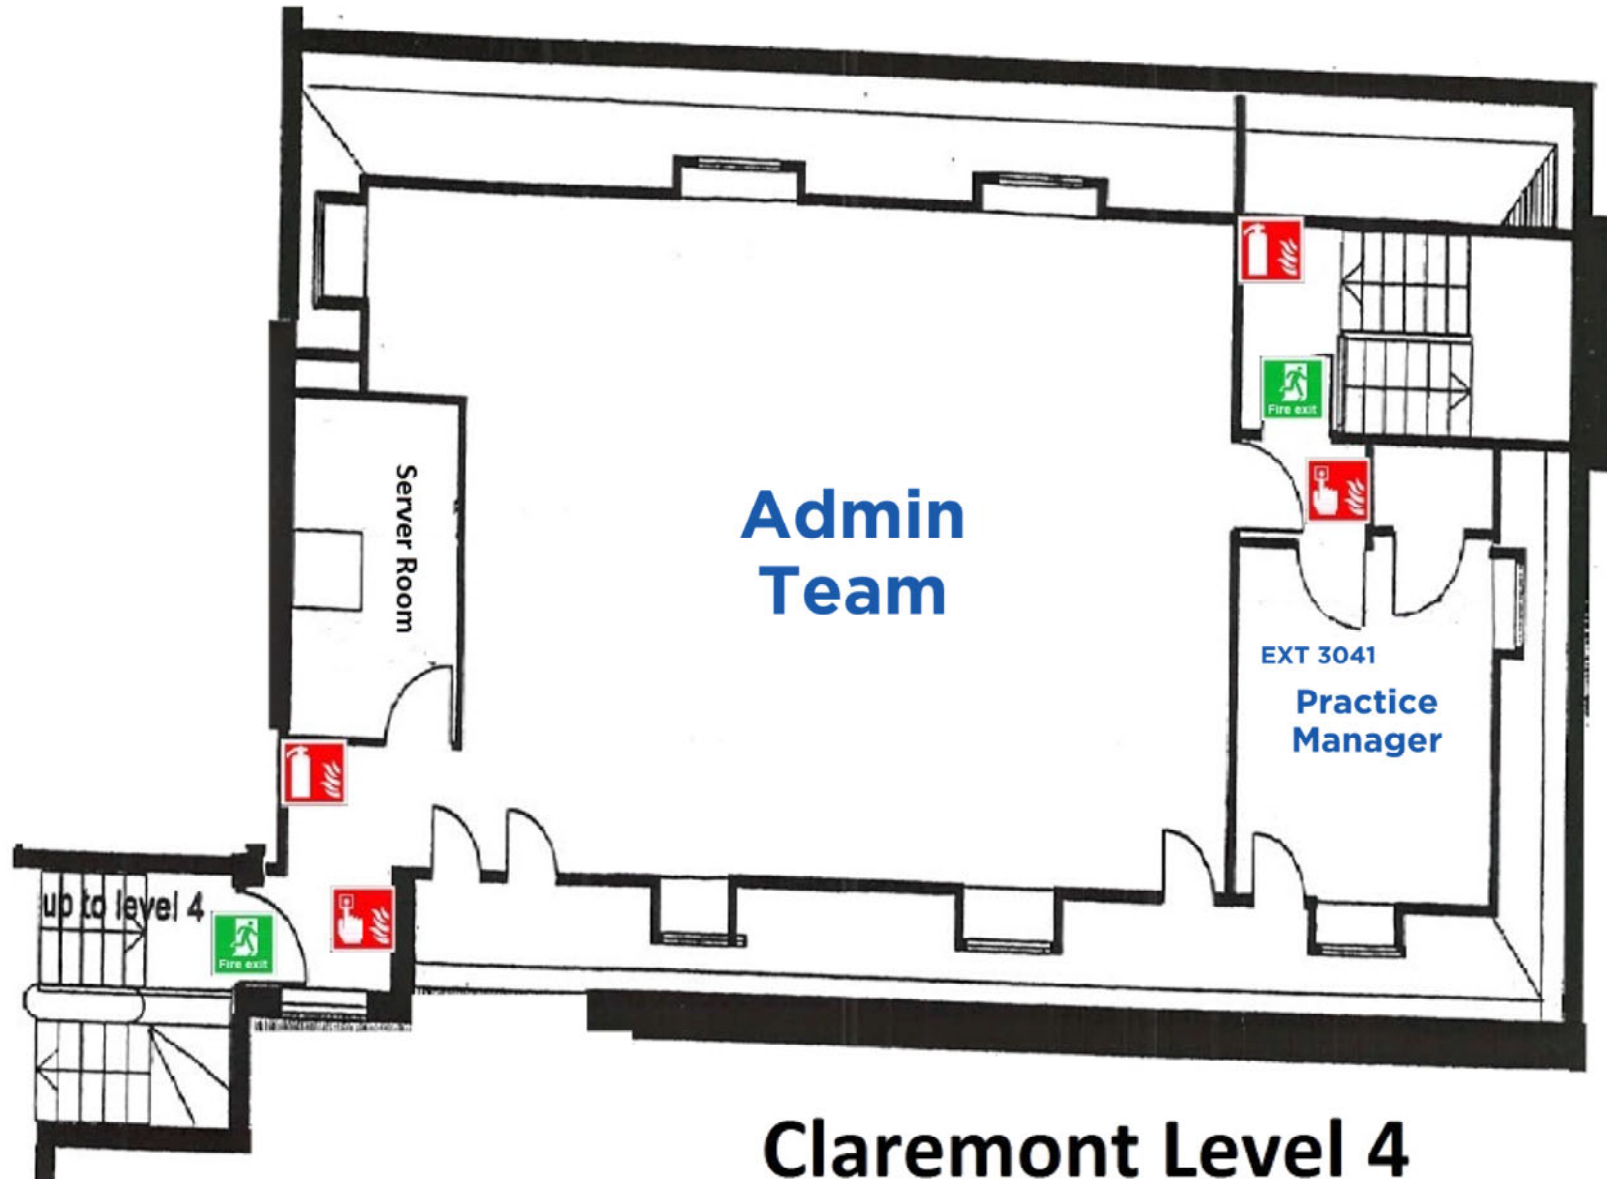 Fire exit
Server Room
Admin
Team
EXT 3041
Practice
Manager
up to level 4
Fire exit
Claremont Level 4